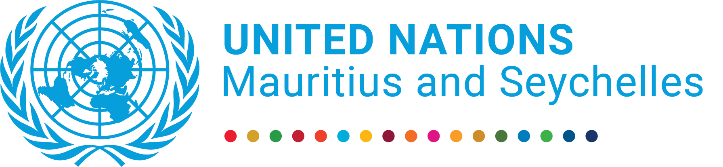 UNITED NATIONS
Mauritius and Seychelles